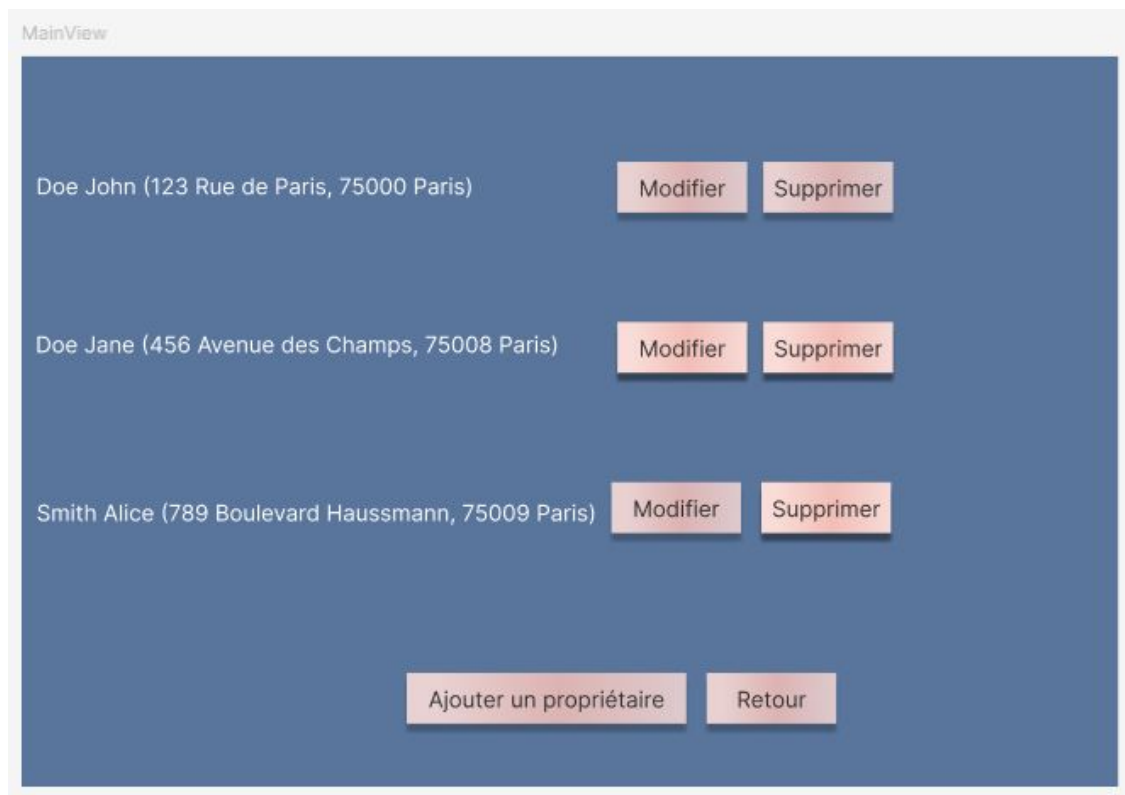 MainView
Doe John (123 Rue de Paris, 75000 Paris) Modifier Supprimer
Doe Jane (456 Avenue des Champs, 75008 Paris) Modifier Supprimer
Smith Alice (789 Boulevard Haussmann, 75009 Paris) Modifier Supprimer
Ajouter un propriétaire Retour